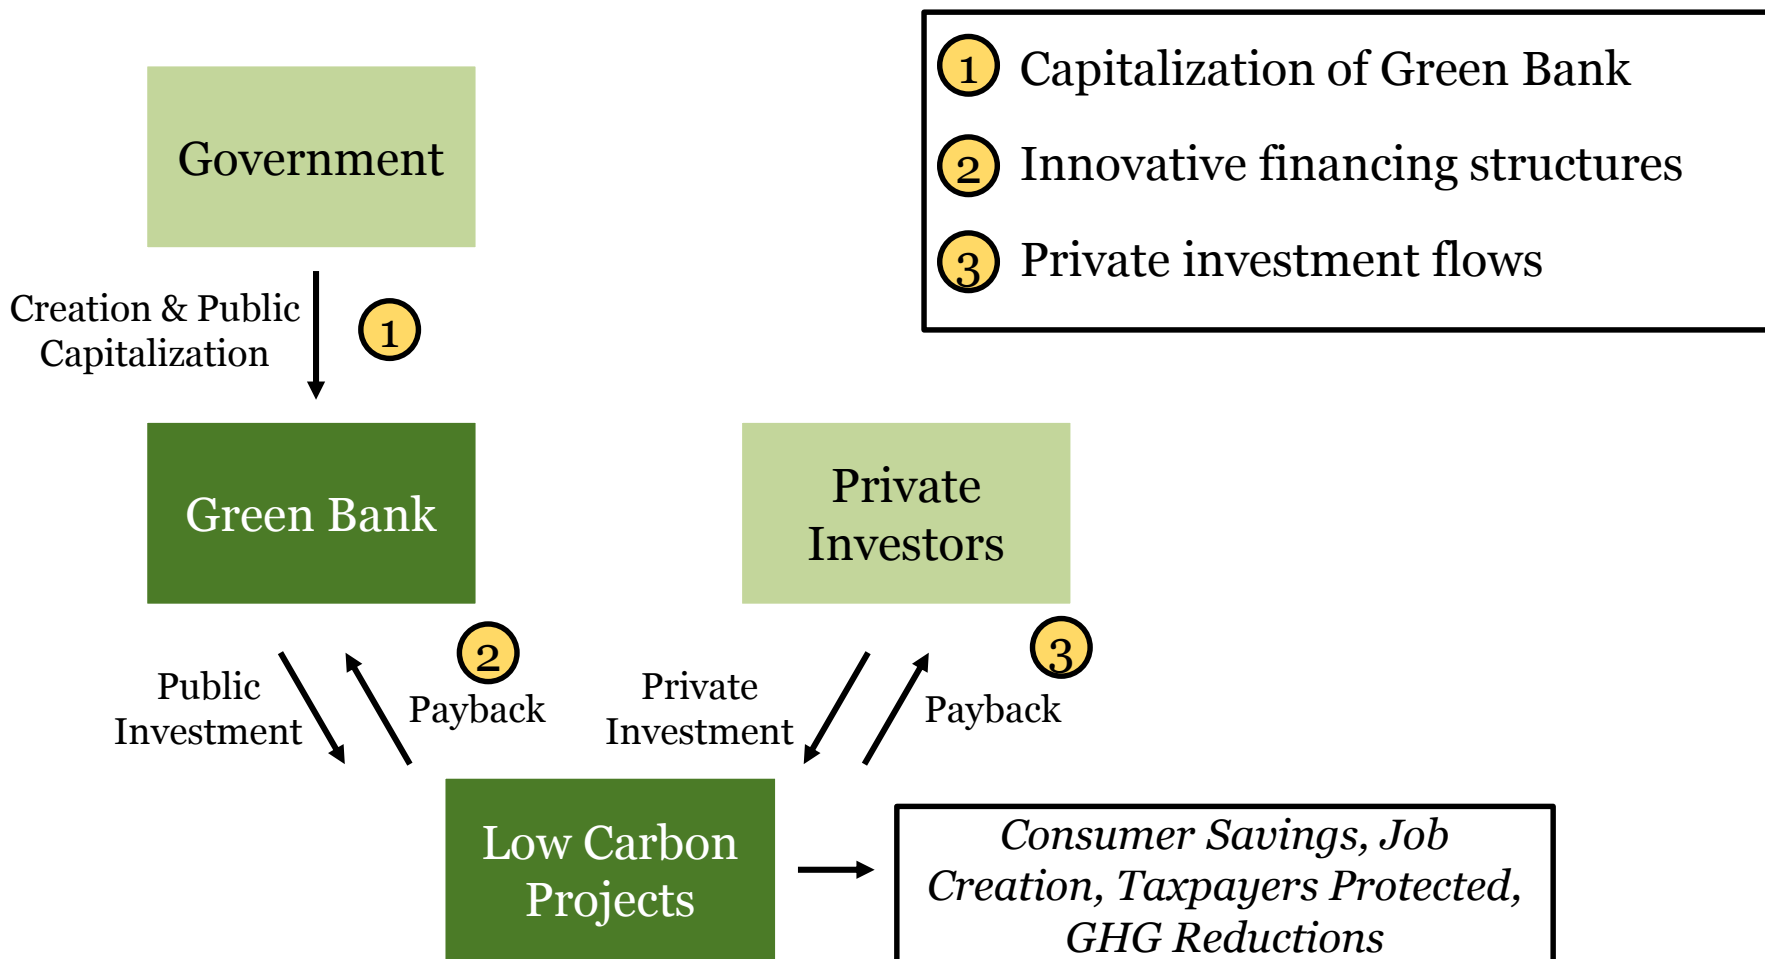 1 Capitalization of Green Bank
2 Innovative financing structures
3 Private investment flows
Government
Creation & Public
Capitalization
1
Green Bank
Private
Investors
2
3
Public
Investment
Payback
Private
Investment
Payback
Low Carbon
Projects
Consumer Savings, Job
Creation, Taxpayers Protected,
GHG Reductions